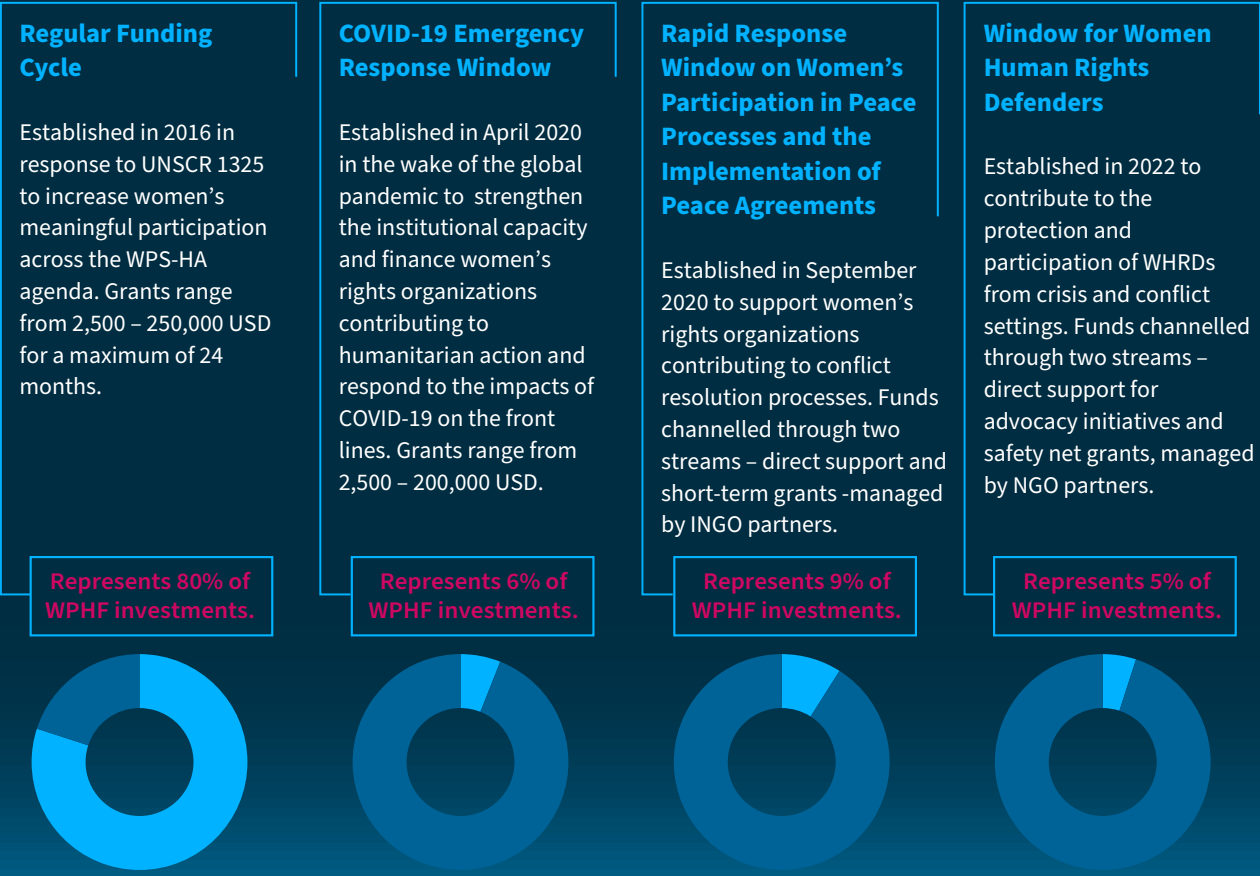 Regular Funding
Cycle
Established in 2016 in
response to UNSCR 1325
to increase women’s
meaningful participation
across the WPS-HA
agenda. Grants range
from 2,500 – 250,000 USD
for a maximum of 24
months.
Represents 80% of
WPHF investments.
COVID-19 Emergency
Response Window
Established in April 2020
in the wake of the global
pandemic to  strengthen
the institutional capacity
and finance women’s
rights organizations
contributing to
humanitarian action and
respond to the impacts of
COVID-19 on the front
lines. Grants range from
2,500 – 200,000 USD.
Represents 6% of
WPHF investments.
Rapid Response
Window on Women’s
Participation in Peace
Processes and the
Implementation of
Peace Agreements
Established in September
2020 to support women’s
rights organizations
contributing to conflict
resolution processes. Funds
channelled through two
streams – direct support and
short-term grants -managed
by INGO partners.
Represents 9% of
WPHF investments.
Window for Women
Human Rights
Defenders
Established in 2022 to
contribute to the
protection and
participation of WHRDs
from crisis and conflict
settings. Funds channelled
through two streams –
direct support for
advocacy initiatives and
safety net grants, managed
by NGO partners.
Represents 5% of
WPHF investments.